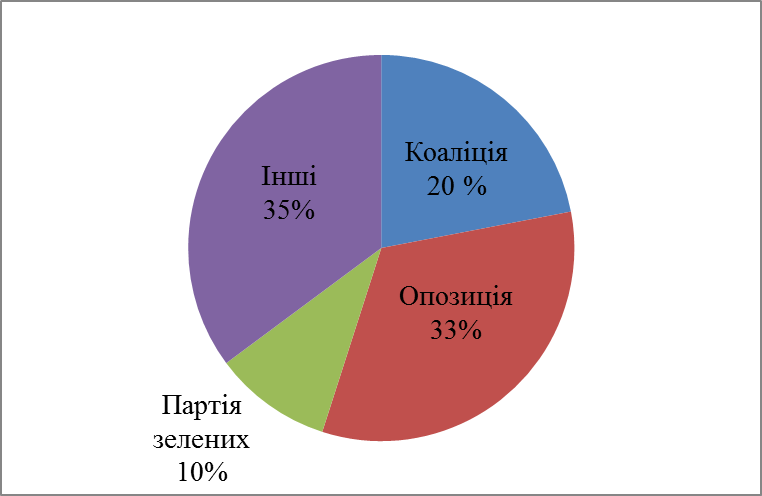 Коаліція
20 %
Опозиція
33%
Партія
зелених
10%
Інші
35%